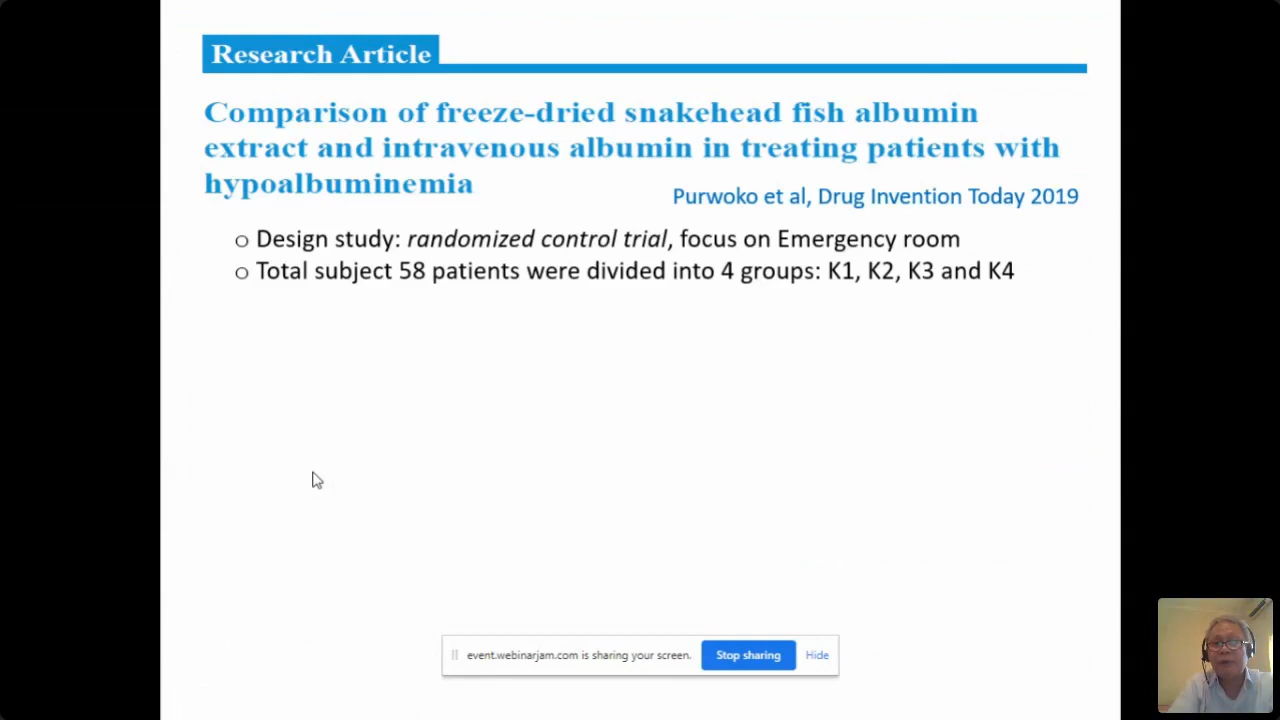 Research Article
Comparison of freeze-dried snakehead fish albumin
extract and intravenous albumin in treating patients with
hypoalbuminemia
Purwoko et al, Drug Invention Today 2019
o Design study: randomized control trial, focus on Emergency room
o Total subject 58 patients were divided into 4 groups: K1, K2, K3 and K4
event.webinarjam.com is sharing your screen. Stop sharing Hide